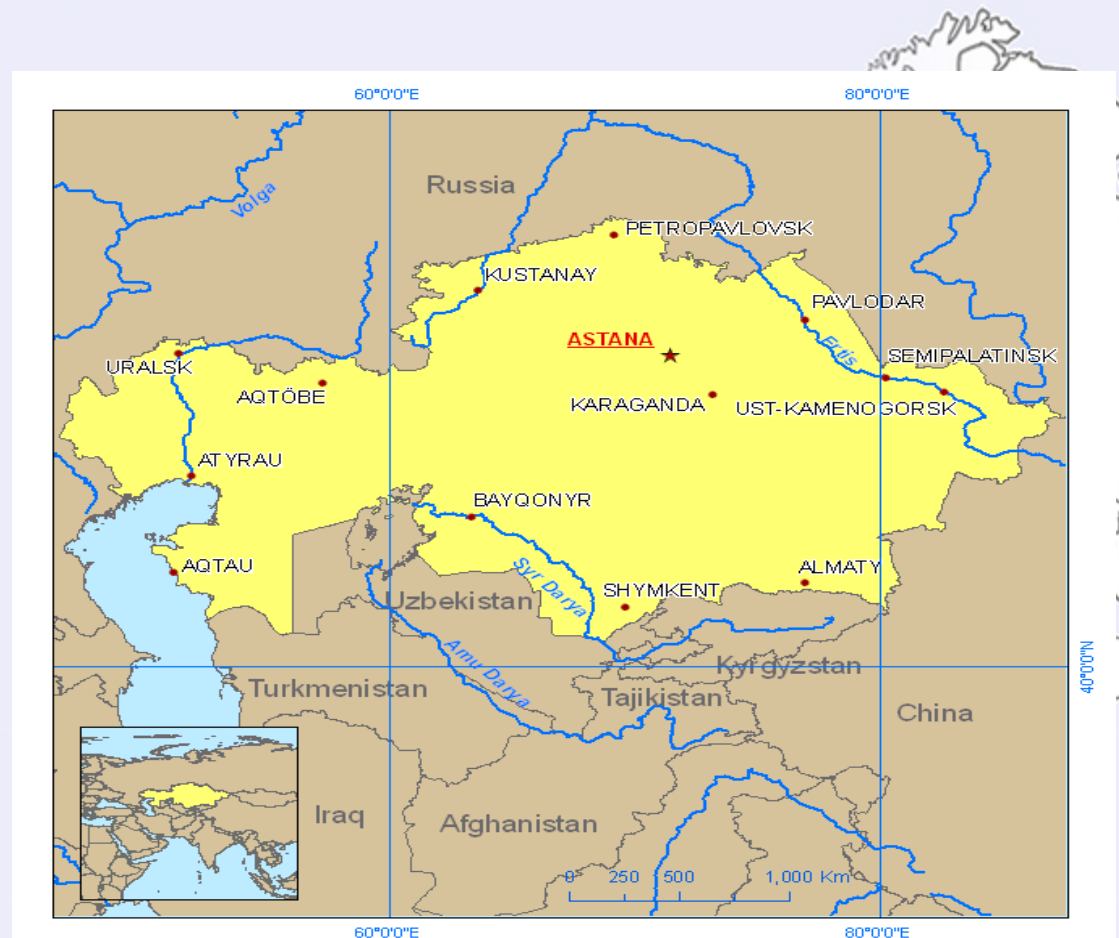 60°0'0"E
80°0'0"E
Russia
Volga
PETROPAVLOVSK
KUSTANAY
PAVLODAR
ASTANA
Ertis
SEMIPALATINSK
URALSK
AQTÖBE
KARAGANDA
UST-KAMENOGORSK
ATYRAU
BAYQONYR
AQTAU
Syr Darya
ALMATY
SHYMKENT
Uzbekistan
Amu Darya
Kyrgyzstan
40°0'0"N
Turkmenistan
Tajikistan
China
Iraq
Afghanistan
0 250 500 1,000 Km
60°0'0"E
80°0'0"E